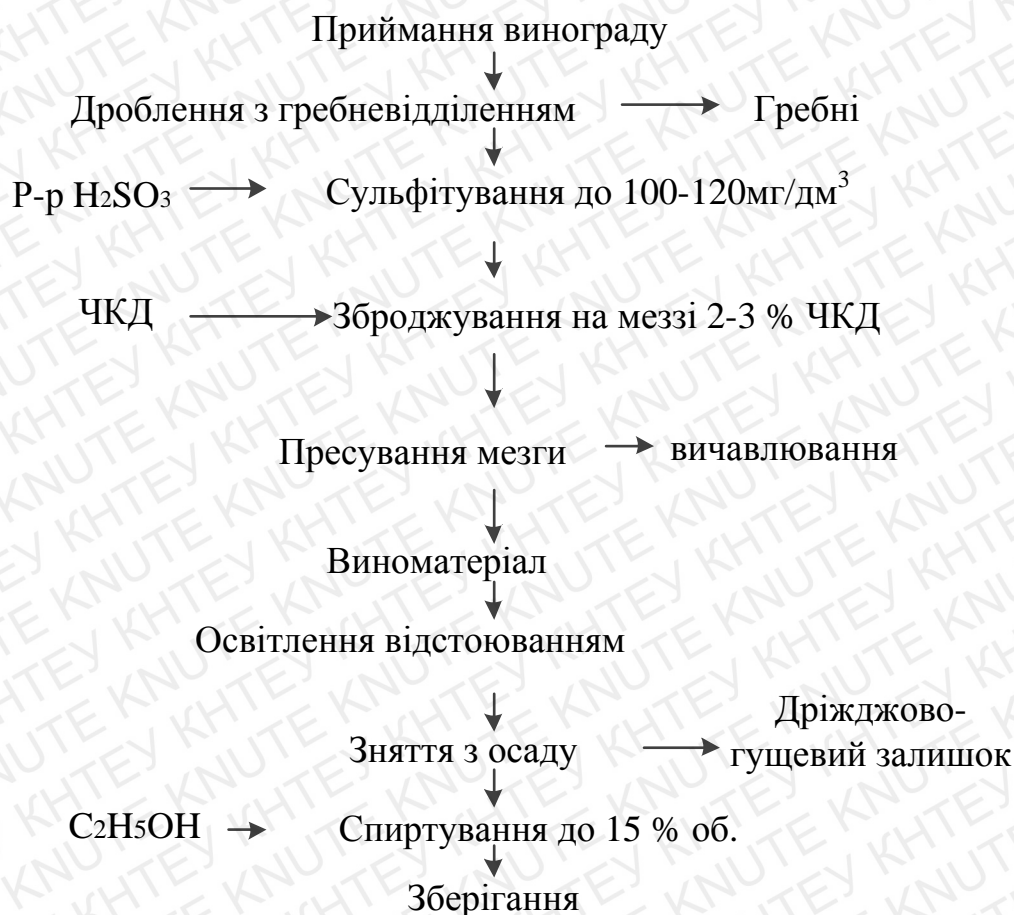 Приймання винограду
Дроблення з гребневідділенням
Гребні
Р-р H2SO3
Сульфітування до 100-120мг/дм³
ЧКД
Зброджування на меззі 2-3 % ЧКД
Пресування мезги
вичавлювання
Виноматеріал
Освітлення відстоюванням
Зняття з осаду
Дріжджово-
гущевий залишок
C2H5OH
Спиртування до 15 % об.
Зберігання